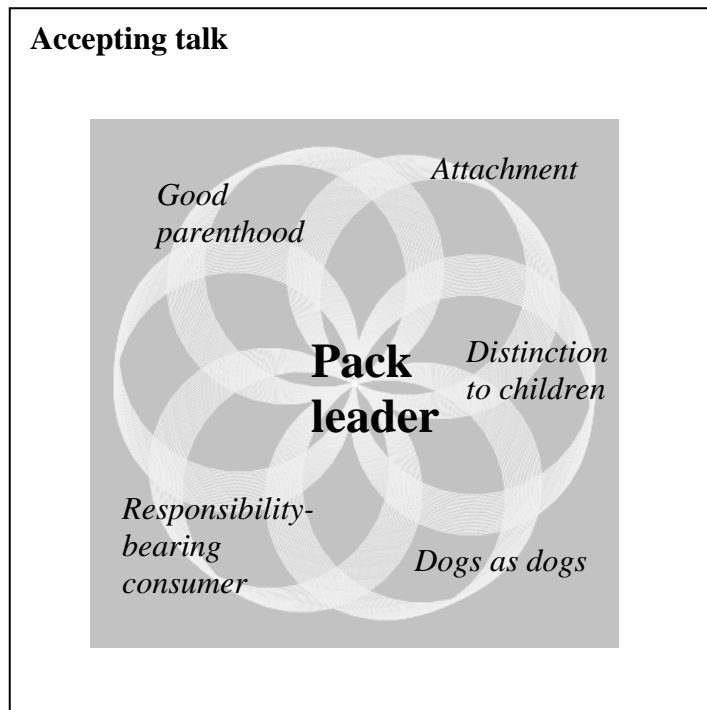 Accepting talk
Attachment
Good
parenthood
Pack
leader
Distinction
to children
Responsibility-
bearing
consumer
Dogs as dogs